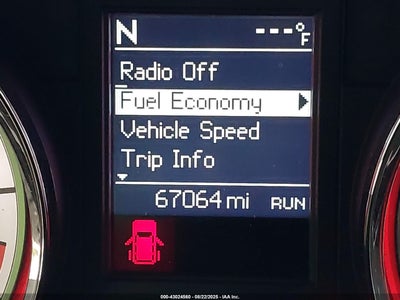 N ---°F
Radio Off
Fuel Economy
Vehicle Speed
Trip Info
67064 mi RUN
000-43024560 - 08/22/2025 - IAA Inc.